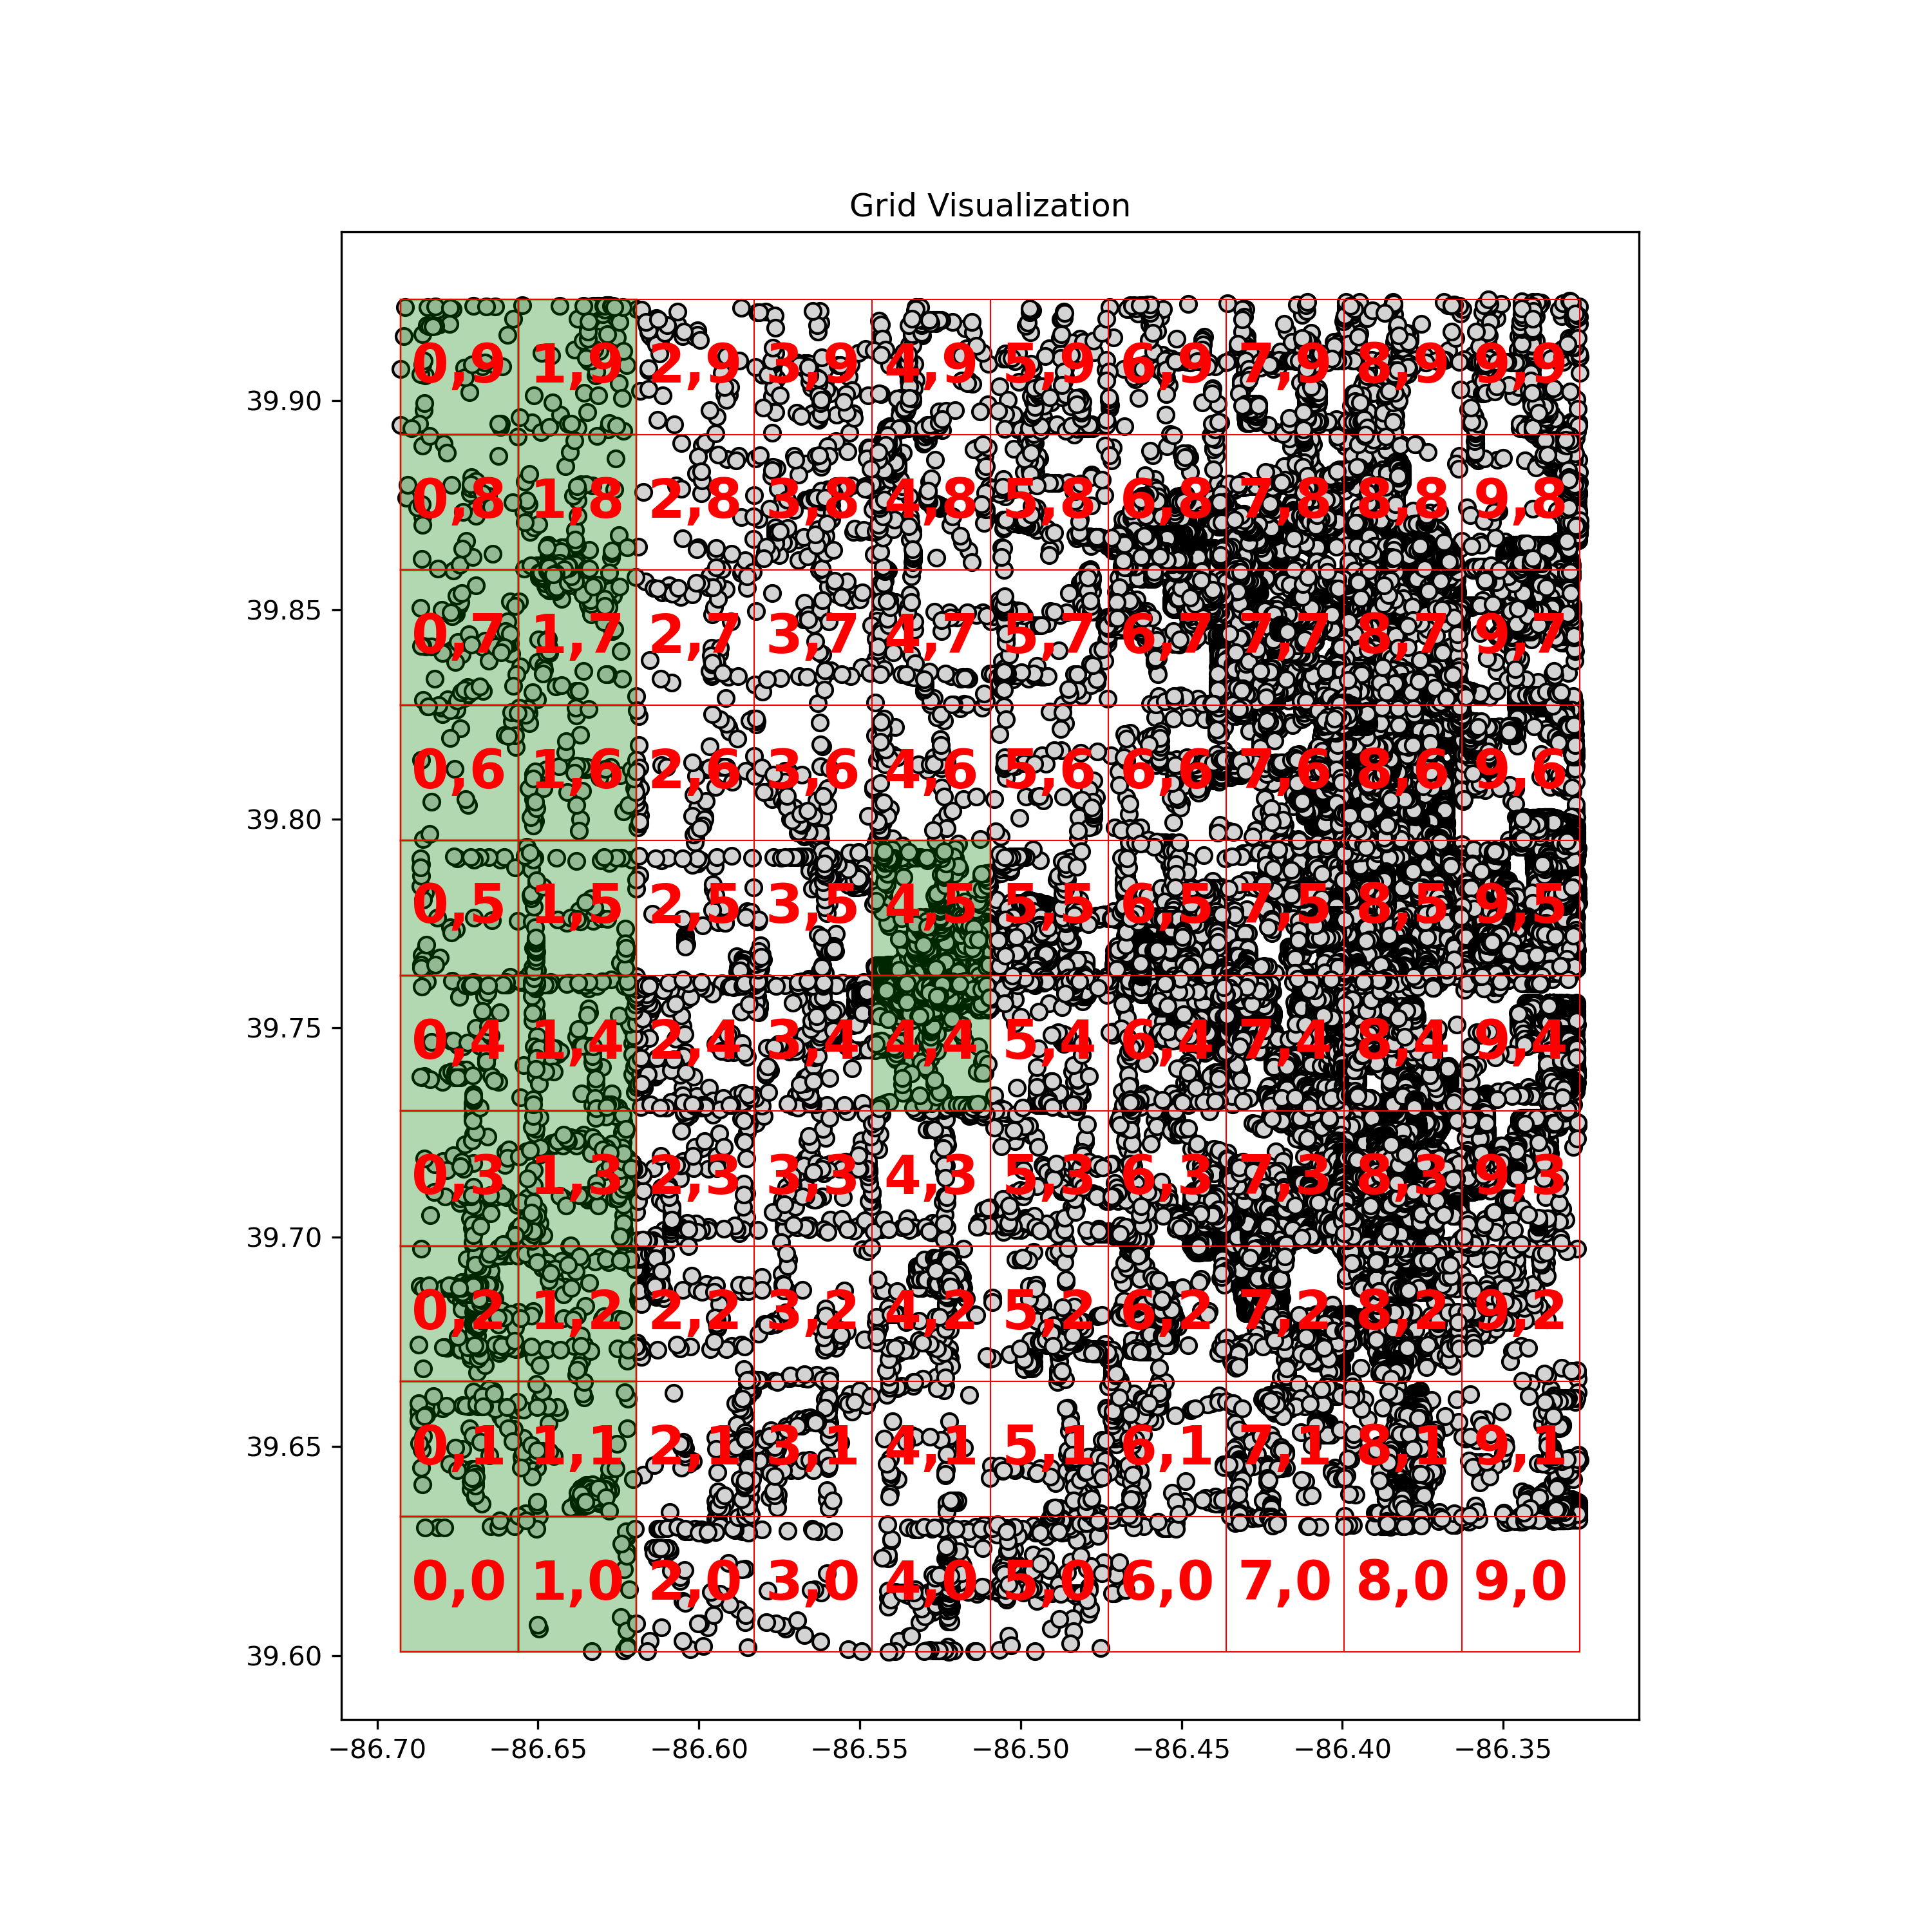 Grid Visualization
0,9 1,9 2,9 3,9 4,9 5,9 6,9 7,9 8,9 9,9
39.90
0,8 1,8 2,8 3,8 4,8 5,8 6,8 7,8 8,8 9,8
39.85
0,7 1,7 2,7 3,7 4,7 5,7 6,7 7,7 8,7 9,7
0,6 1,6 2,6 3,6 4,6 5,6 6,6 7,6 8,6 9,6
39.80
0,5 1,5 2,5 3,5 4,5 5,5 6,5 7,5 8,5 9,5
39.75
0,4 1,4 2,4 3,4 4,4 5,4 6,4 7,4 8,4 9,4
0,3 1,3 2,3 3,3 4,3 5,3 6,3 7,3 8,3 9,3
39.70
0,2 1,2 2,2 3,2 4,2 5,2 6,2 7,2 8,2 9,2
39.65
0,1 1,1 2,1 3,1 4,1 5,1 6,1 7,1 8,1 9,1
0,0 1,0 2,0 3,0 4,0 5,0 6,0 7,0 8,0 9,0
39.60
−86.70 −86.65 −86.60 −86.55 −86.50 −86.45 −86.40 −86.35